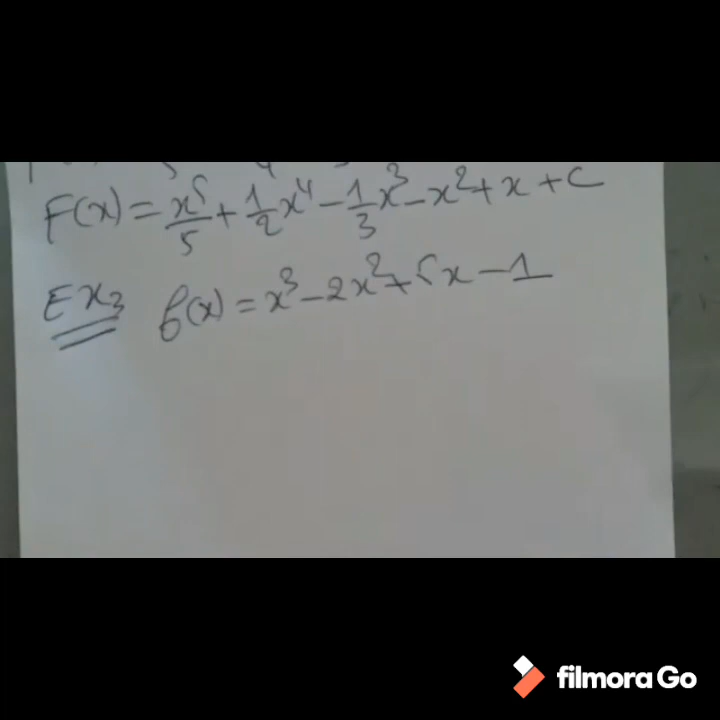 F(x) = x⁵/5 + 1/2 x⁴ - 1/3 x³ - x² + x + C
Ex3 f(x) = x³ - 2x² + 5x - 1
filmora Go